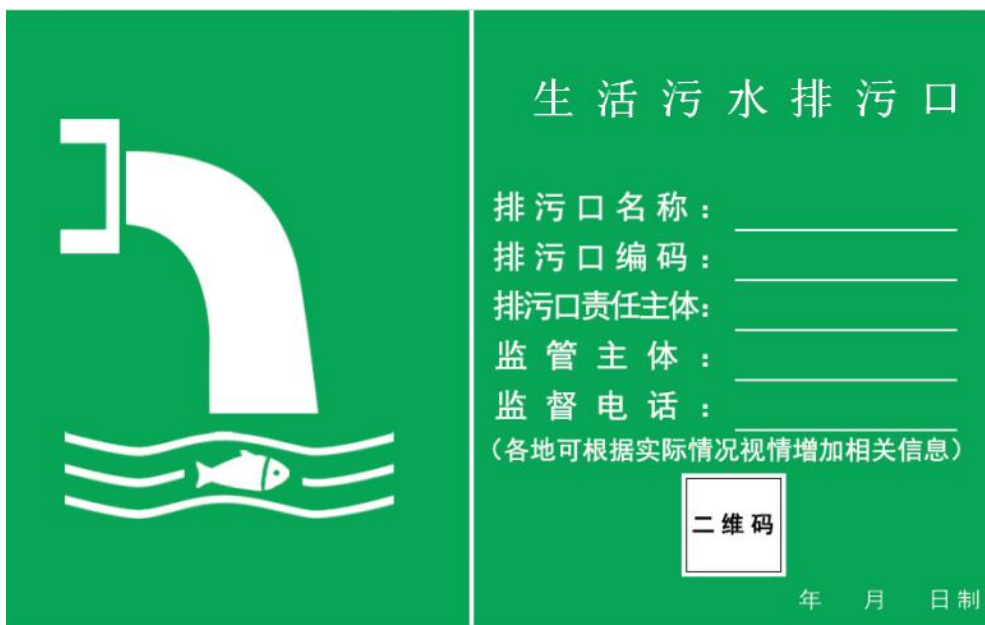 生活污水排污口
排污口名称：
排污口编码：
排污口责任主体：
监管主体：
监督电话：
（各地可根据实际情况视情增加相关信息）
二维码
年 月 日制